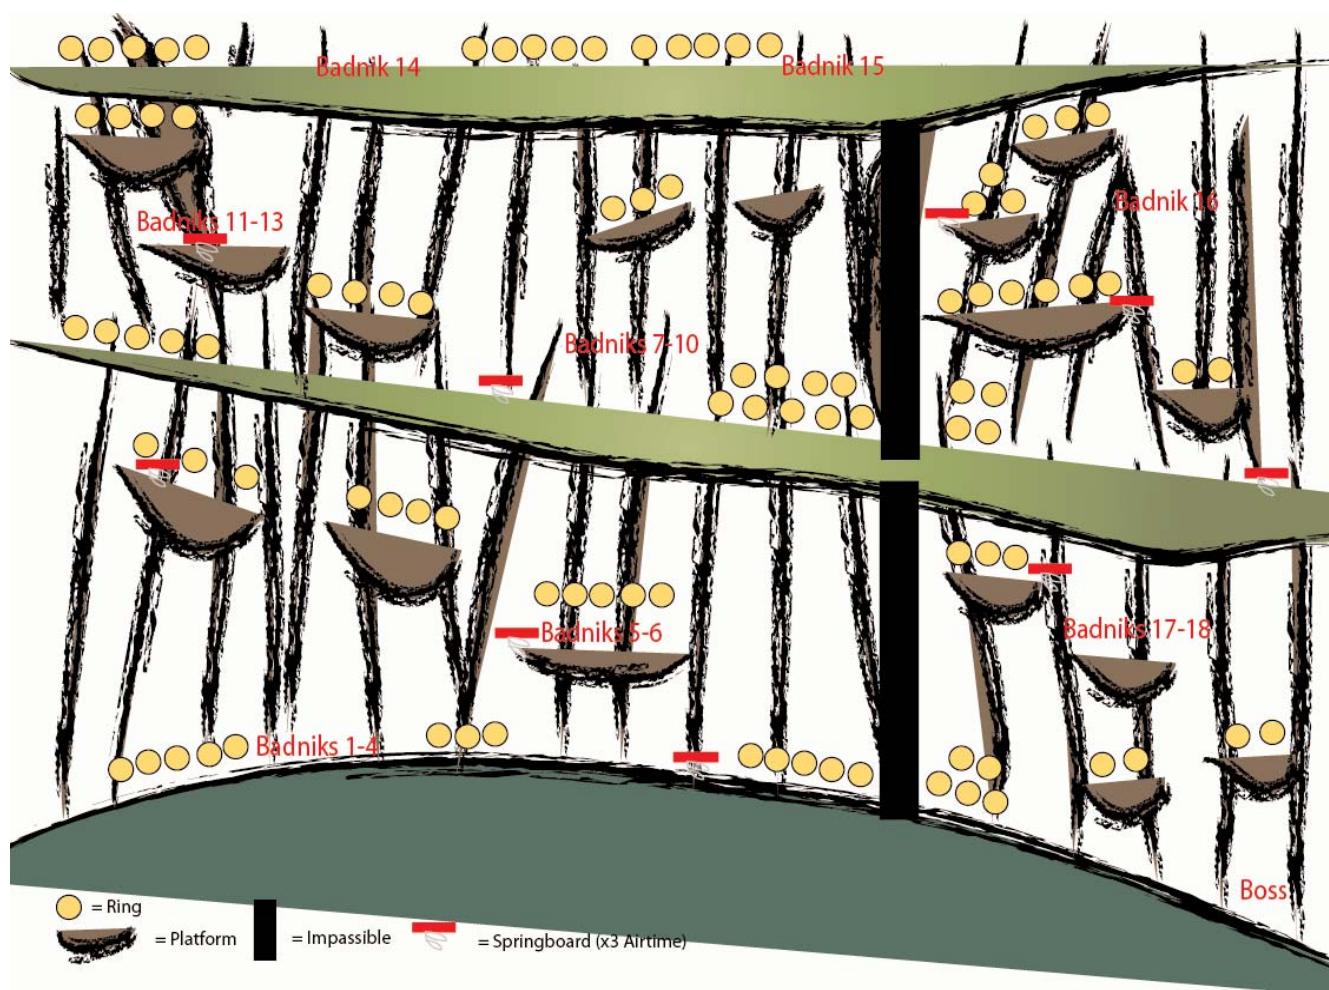 Badnik 14
Badnik 15
Badniks 11-13
Badnik 16
Badniks 7-10
Badniks 5-6
Badniks 17-18
Badniks 1-4
Boss
= Ring
= Platform
= Impassible
= Springboard (x3 Airtime)